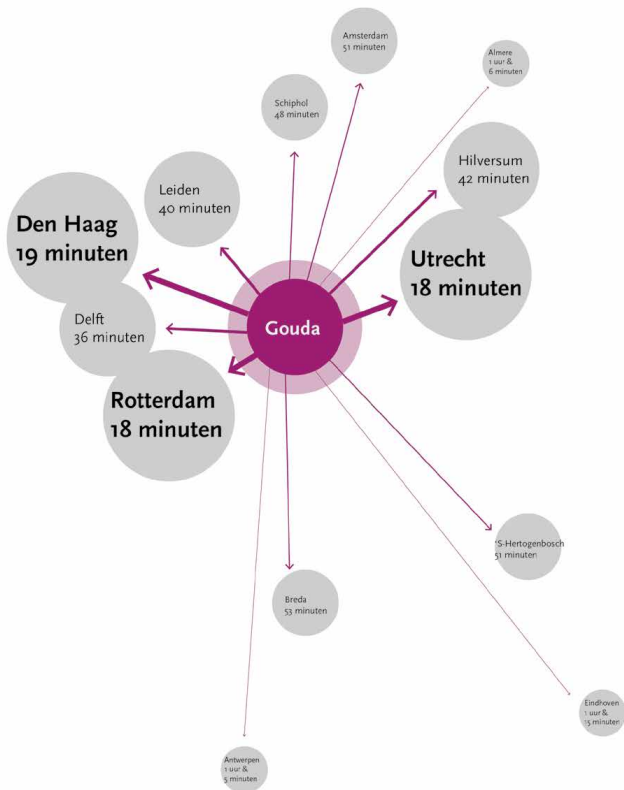 Amsterdam
51 minuten
Almere
1 uur &
6 minuten
Schiphol
48 minuten
Hilversum
42 minuten
Leiden
40 minuten
Den Haag
19 minuten
Utrecht
18 minuten
Delft
36 minuten
Gouda
Rotterdam
18 minuten
'S-Hertogenbosch
51 minuten
Breda
53 minuten
Eindhoven
1 uur &
15 minuten
Antwerpen
1 uur &
5 minuten